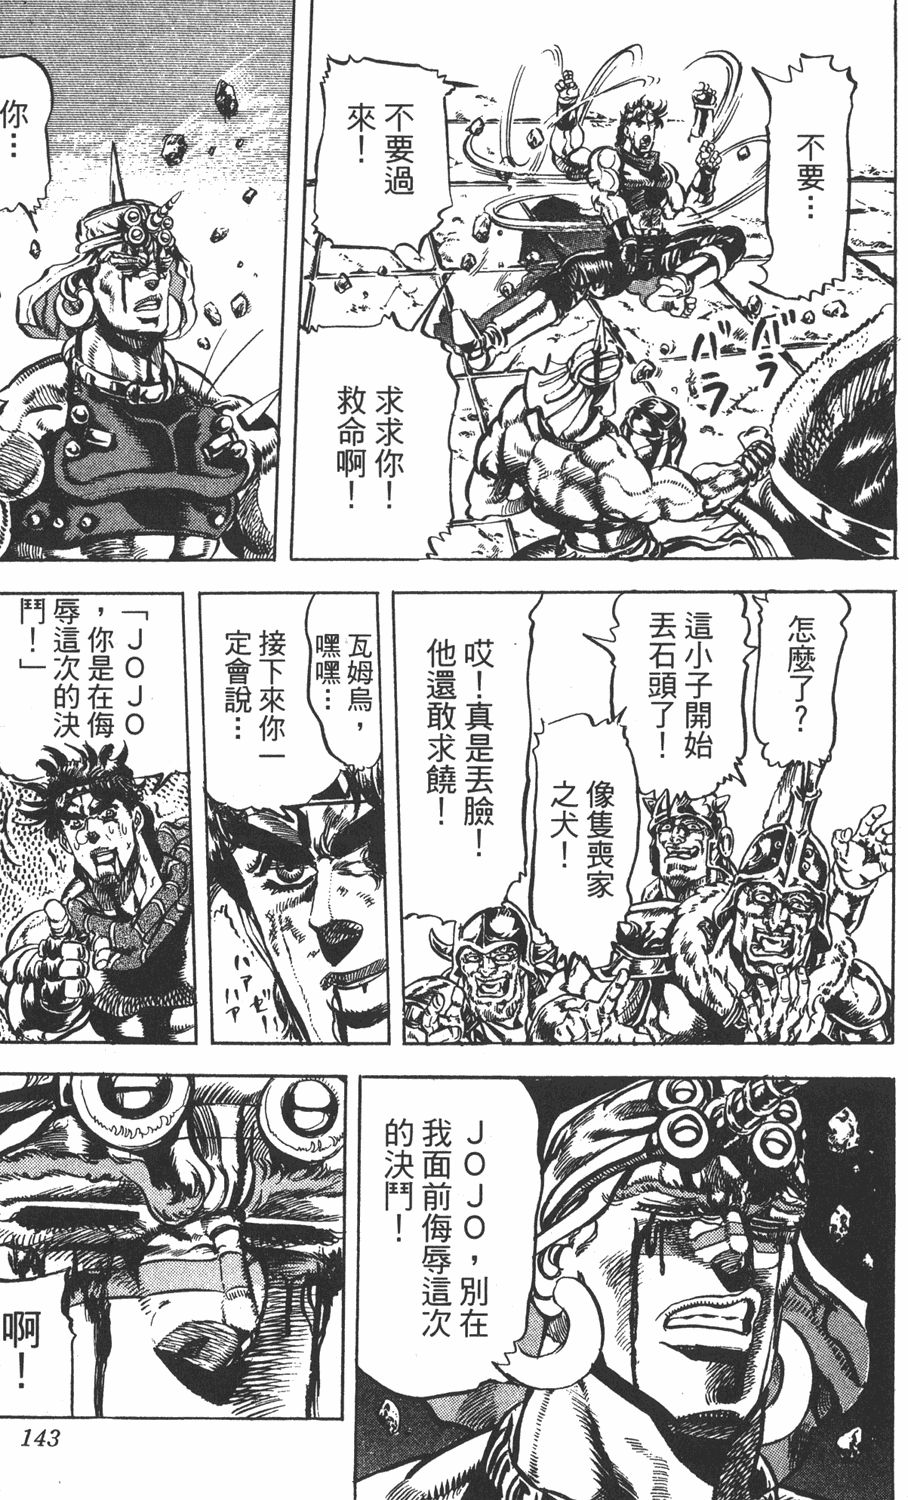 不要…
不要過
來！
求求你！
救命啊！
バ
バ
ラ
ラ
你…
怎麼了？
這小子開始
丟石頭了！
像隻喪家
之犬！
哎！真是丟臉！
他還敢求饒！
瓦姆烏，
嘿嘿…
接下來你一
定會說…
ハァ
ゼェ
ハァ
「ＪＯＪＯ
，你是在侮
辱這次的決
鬥！」
ＪＯＪＯ，別在
我面前侮辱這次
的決鬥！
啊！
143